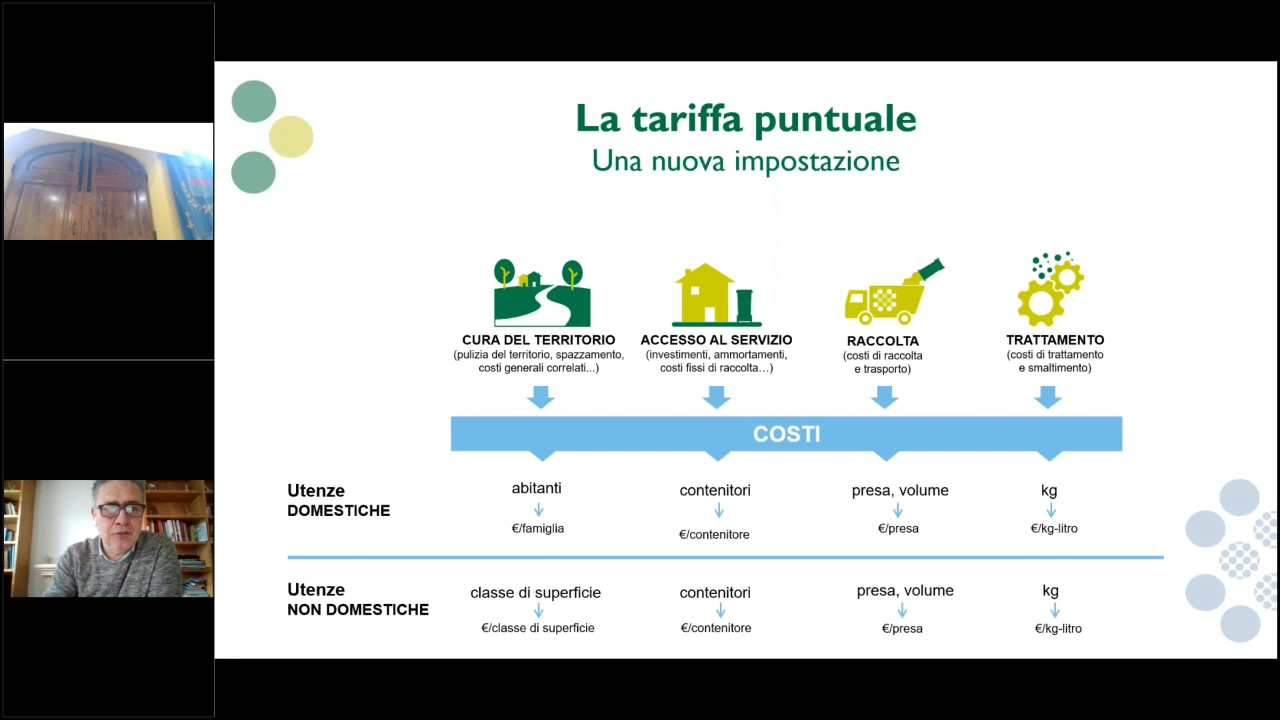 La tariffa puntuale
Una nuova impostazione
CURA DEL TERRITORIO
(pulizia del territorio, spazzamento,
costi generali correlati...)
ACCESSO AL SERVIZIO
(investimenti, ammortamenti,
costi fissi di raccolta…)
RACCOLTA
(costi di raccolta
e trasporto)
TRATTAMENTO
(costi di trattamento
e smaltimento)
COSTI
Utenze
DOMESTICHE
abitanti
€/famiglia
contenitori
€/contenitore
presa, volume
€/presa
kg
€/kg-litro
Utenze
NON DOMESTICHE
classe di superficie
€/classe di superficie
contenitori
€/contenitore
presa, volume
€/presa
kg
€/kg-litro